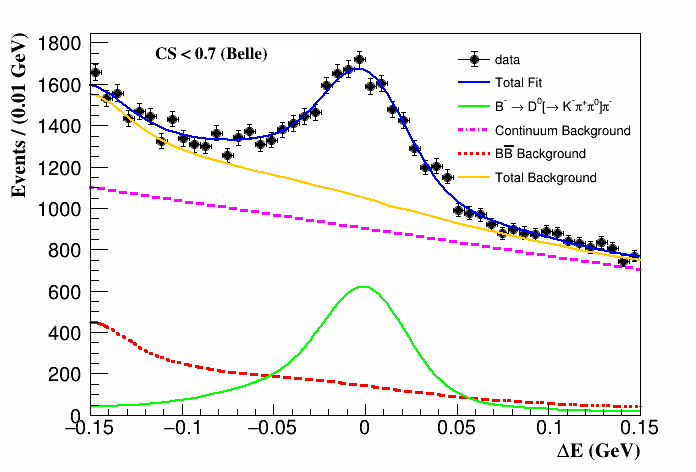 CS < 0.7 (Belle)
Events / (0.01 GeV)
1800
1600
1400
1200
1000
800
600
400
200
0
data
Total Fit
B⁻ → D⁰[→ K⁻π⁺π⁰]π⁻
Continuum Background
BB̅ Background
Total Background
−0.15 −0.1 −0.05 0 0.05 0.1 0.15
ΔE (GeV)